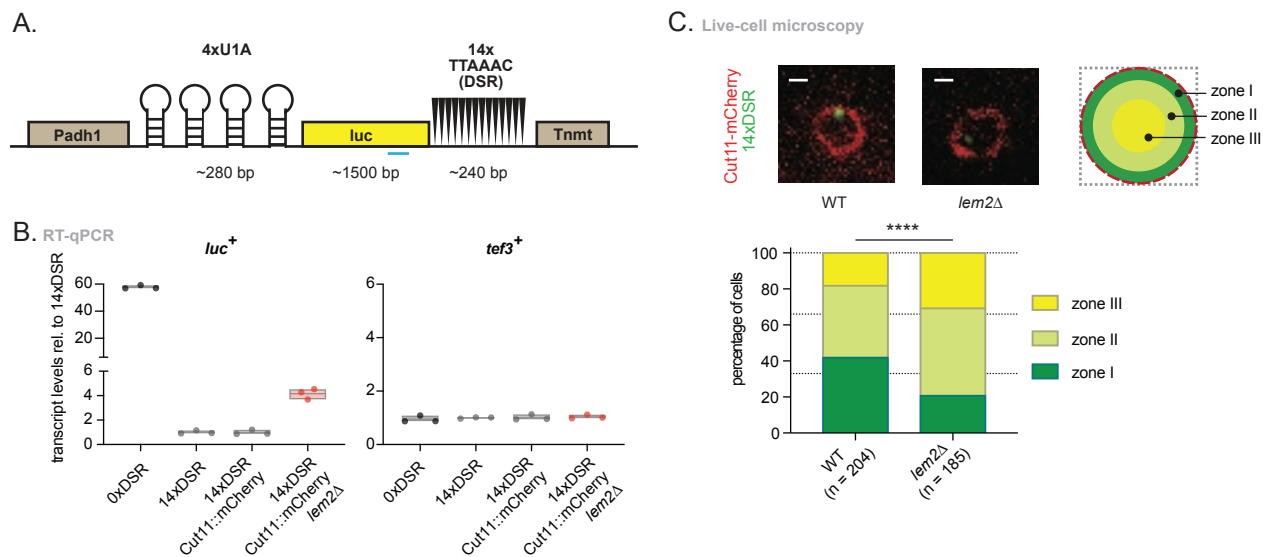 A.
4xU1A
14x
TTAAAC
(DSR)
Padh1
luc
Tnmt
~280 bp
~1500 bp
~240 bp
B. RT-qPCR
luc+
tef3+
transcript levels rel. to 14xDSR
60
40
20
6
4
2
0
0xDSR
14xDSR
14xDSR
Cut11::mCherry
14xDSR
Cut11::mCherry
lem2Δ
6
4
2
0
0xDSR
14xDSR
14xDSR
Cut11::mCherry
14xDSR
Cut11::mCherry
lem2Δ
C. Live-cell microscopy
Cut11-mCherry
14xDSR
WT
lem2Δ
zone I
zone II
zone III
****
percentage of cells
100
80
60
40
20
0
WT
(n = 204)
lem2Δ
(n = 185)
zone III
zone II
zone I